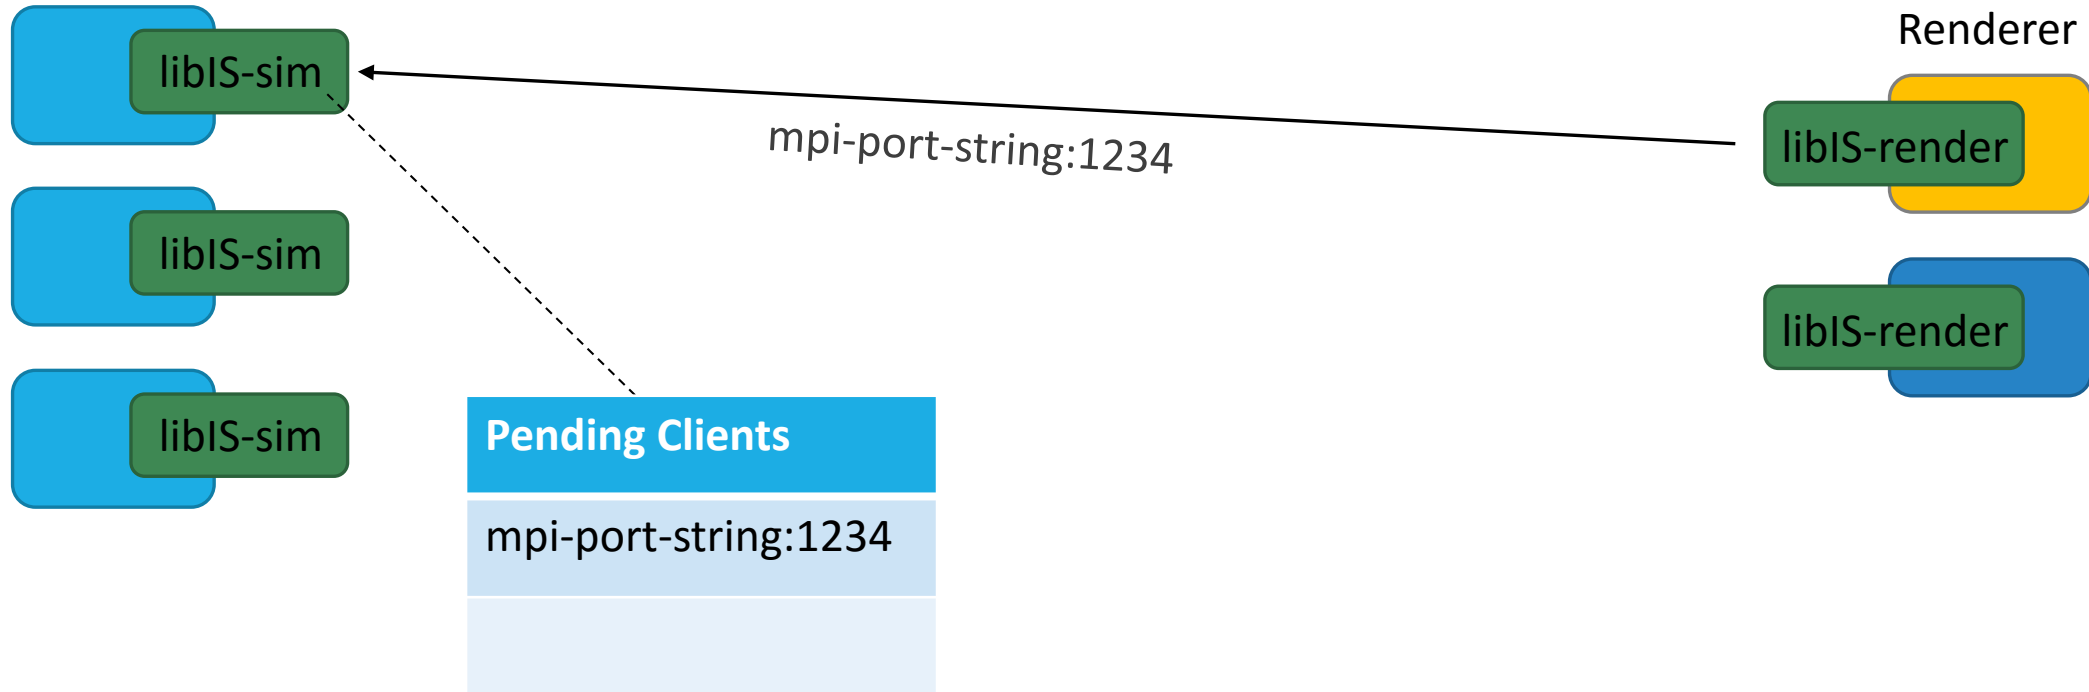 Renderer
libIS-sim
mpi-port-string:1234
libIS-render
libIS-sim
libIS-render
libIS-sim
Pending Clients
mpi-port-string:1234